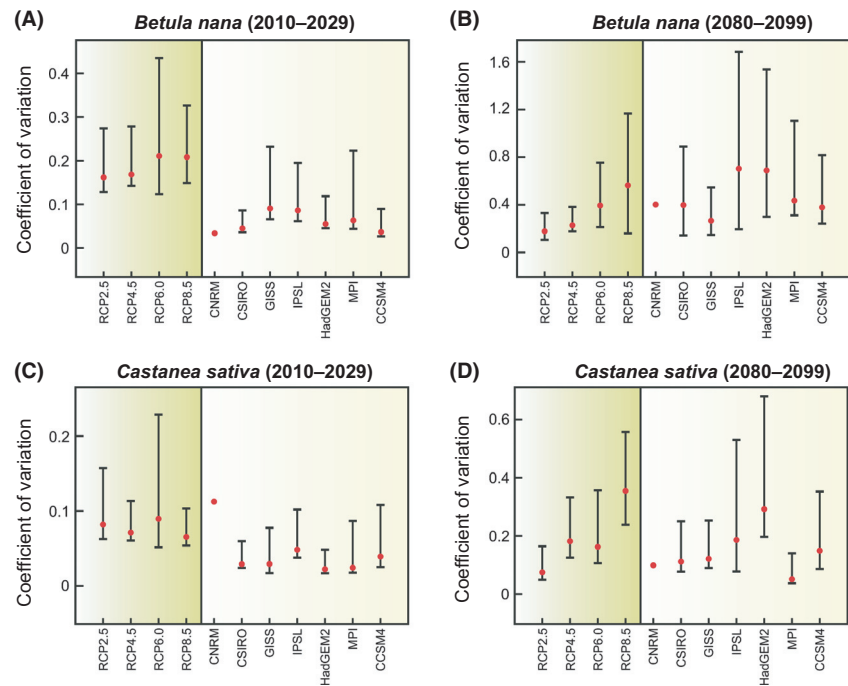 (A) Betula nana (2010–2029)
Coefficient of variation
0.4
0.3
0.2
0.1
0
RCP2.5 RCP4.5 RCP6.0 RCP8.5 CNRM CSIRO GISS IPSL HadGEM2 MPI CCSM4
(B) Betula nana (2080–2099)
Coefficient of variation
1.6
1.2
0.8
0.4
0
RCP2.5 RCP4.5 RCP6.0 RCP8.5 CNRM CSIRO GISS IPSL HadGEM2 MPI CCSM4
(C) Castanea sativa (2010–2029)
Coefficient of variation
0.2
0.1
0
RCP2.5 RCP4.5 RCP6.0 RCP8.5 CNRM CSIRO GISS IPSL HadGEM2 MPI CCSM4
(D) Castanea sativa (2080–2099)
Coefficient of variation
0.6
0.4
0.2
0
RCP2.5 RCP4.5 RCP6.0 RCP8.5 CNRM CSIRO GISS IPSL HadGEM2 MPI CCSM4